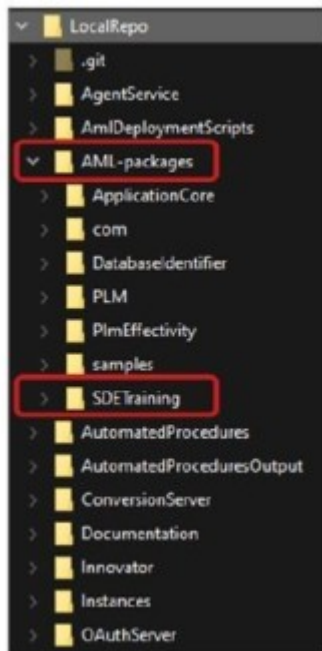 LocalRepo
.git
AgentService
AmlDeploymentScripts
AML-packages
ApplicationCore
com
DatabaseIdentifier
PLM
PlmEffectivity
samples
SDETraining
AutomatedProcedures
AutomatedProceduresOutput
ConversionServer
Documentation
Innovator
Instances
OAuthServer